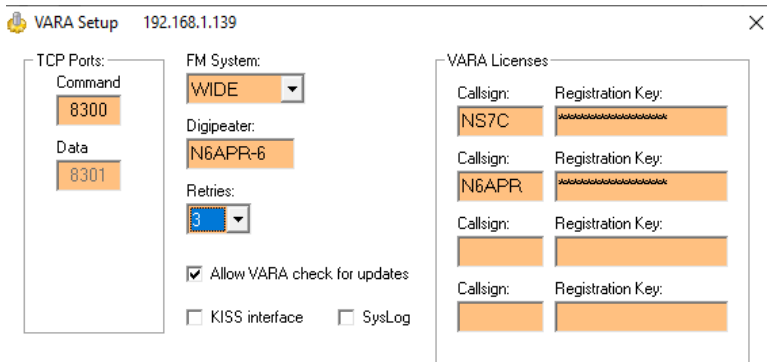 VARA Setup 192.168.1.139
TCP Ports:
Command
8300
Data
8301
FM System:
WIDE
Digipeater:
N6APR-6
Retries:
3
Allow VARA check for updates
KISS interface
SysLog
VARA Licenses
Callsign: Registration Key:
NS7C ******************
Callsign: Registration Key:
N6APR ******************
Callsign: Registration Key:
Callsign: Registration Key: